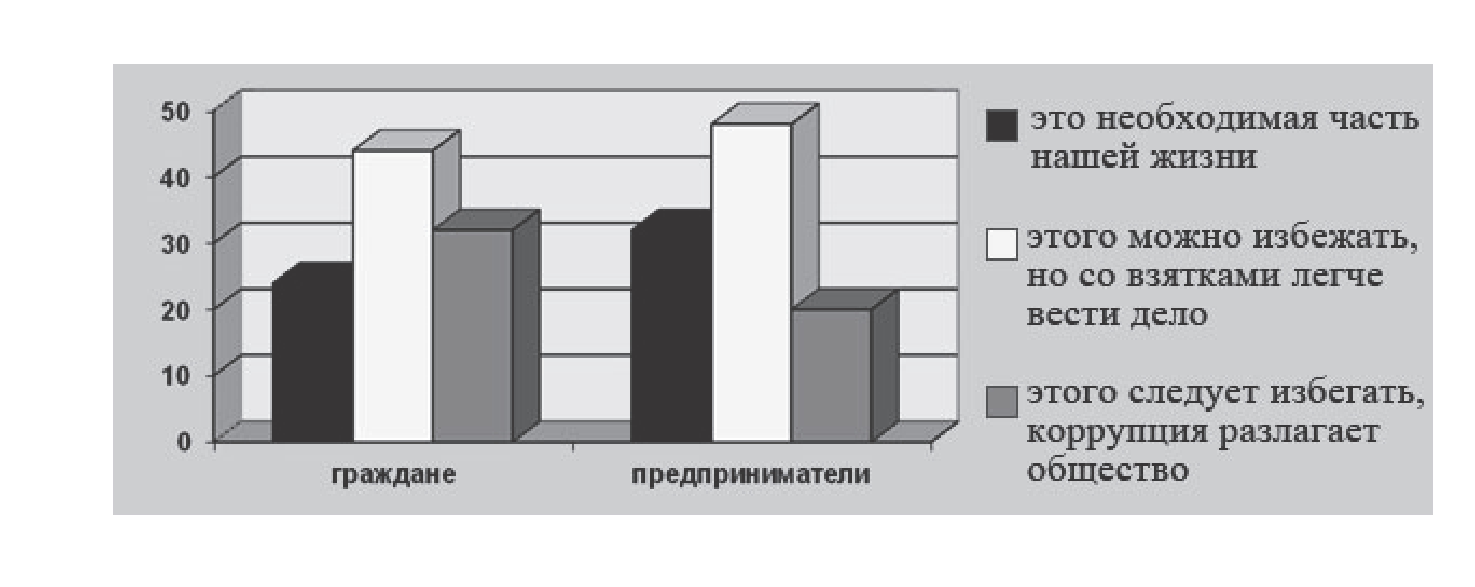 50
40
30
20
10
0
граждане
предприниматели
это необходимая часть
нашей жизни
этого можно избежать,
но со взятками легче
вести дело
этого следует избегать,
коррупция разлагает
общество